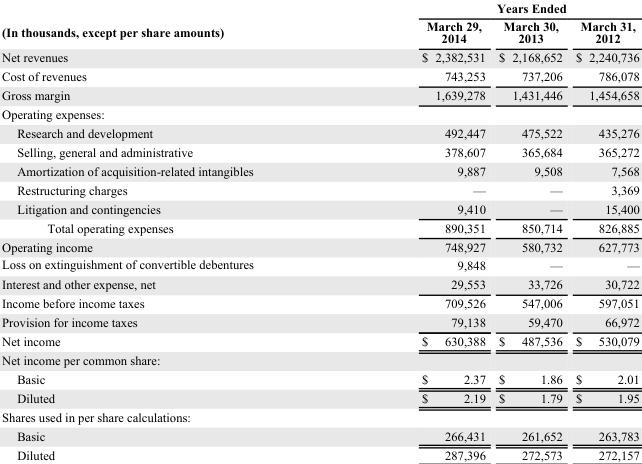 Years Ended
(In thousands, except per share amounts) March 29, 2014 March 30, 2013 March 31, 2012
Net revenues $ 2,382,531 $ 2,168,652 $ 2,240,736
Cost of revenues 743,253 737,206 786,078
Gross margin 1,639,278 1,431,446 1,454,658
Operating expenses:
Research and development 492,447 475,522 435,276
Selling, general and administrative 378,607 365,684 365,272
Amortization of acquisition-related intangibles 9,887 9,508 7,568
Restructuring charges — — 3,369
Litigation and contingencies 9,410 — 15,400
Total operating expenses 890,351 850,714 826,885
Operating income 748,927 580,732 627,773
Loss on extinguishment of convertible debentures 9,848 — —
Interest and other expense, net 29,553 33,726 30,722
Income before income taxes 709,526 547,006 597,051
Provision for income taxes 79,138 59,470 66,972
Net income $ 630,388 $ 487,536 $ 530,079
Net income per common share:
Basic $ 2.37 $ 1.86 $ 2.01
Diluted $ 2.19 $ 1.79 $ 1.95
Shares used in per share calculations:
Basic 266,431 261,652 263,783
Diluted 287,396 272,573 272,157